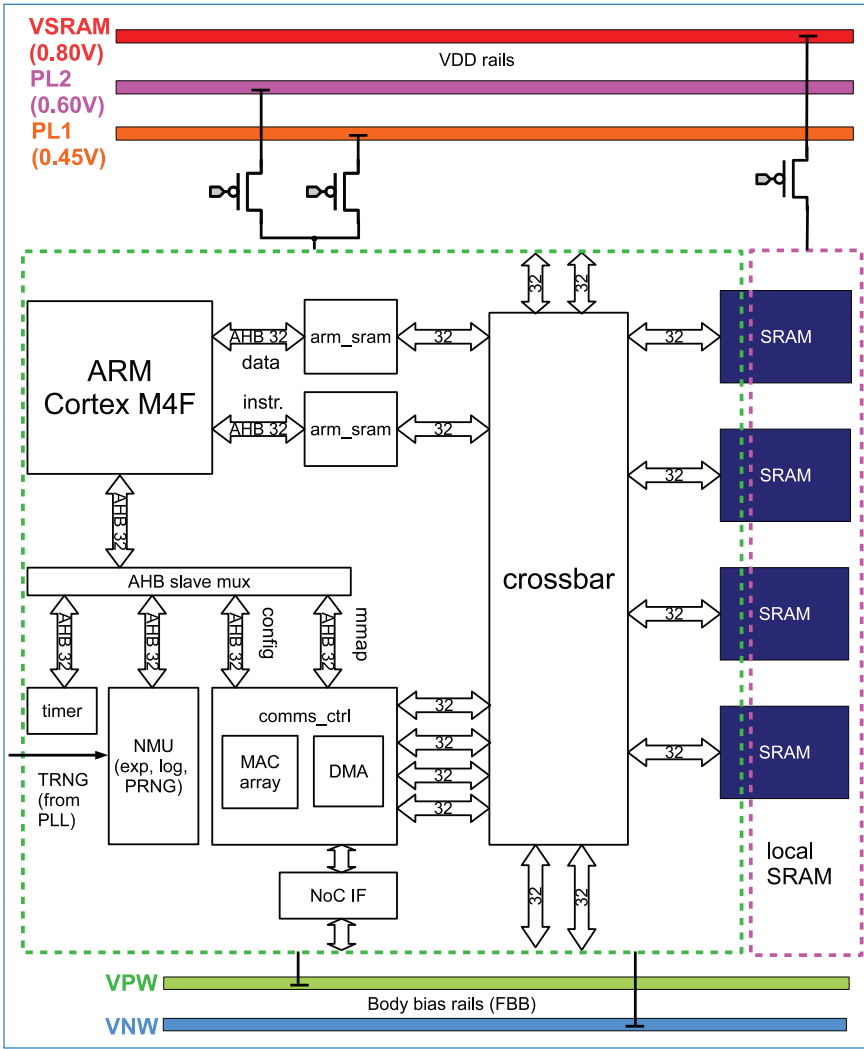 VSRAM
(0.80V)
VDD rails
PL2
(0.60V)
PL1
(0.45V)
32
32
ARM
Cortex M4F
AHB 32
data
arm_sram
32
32
SRAM
instr.
AHB 32
arm_sram
32
32
SRAM
AHB 32
crossbar
AHB slave mux
32
SRAM
AHB 32
AHB 32
AHB 32
config
AHB 32
mmap
timer
NMU
(exp, log,
PRNG)
TRNG
(from
PLL)
comms_ctrl
MAC
array
DMA
32
32
32
32
32
SRAM
NoC IF
32
32
local
SRAM
VPW
Body bias rails (FBB)
VNW